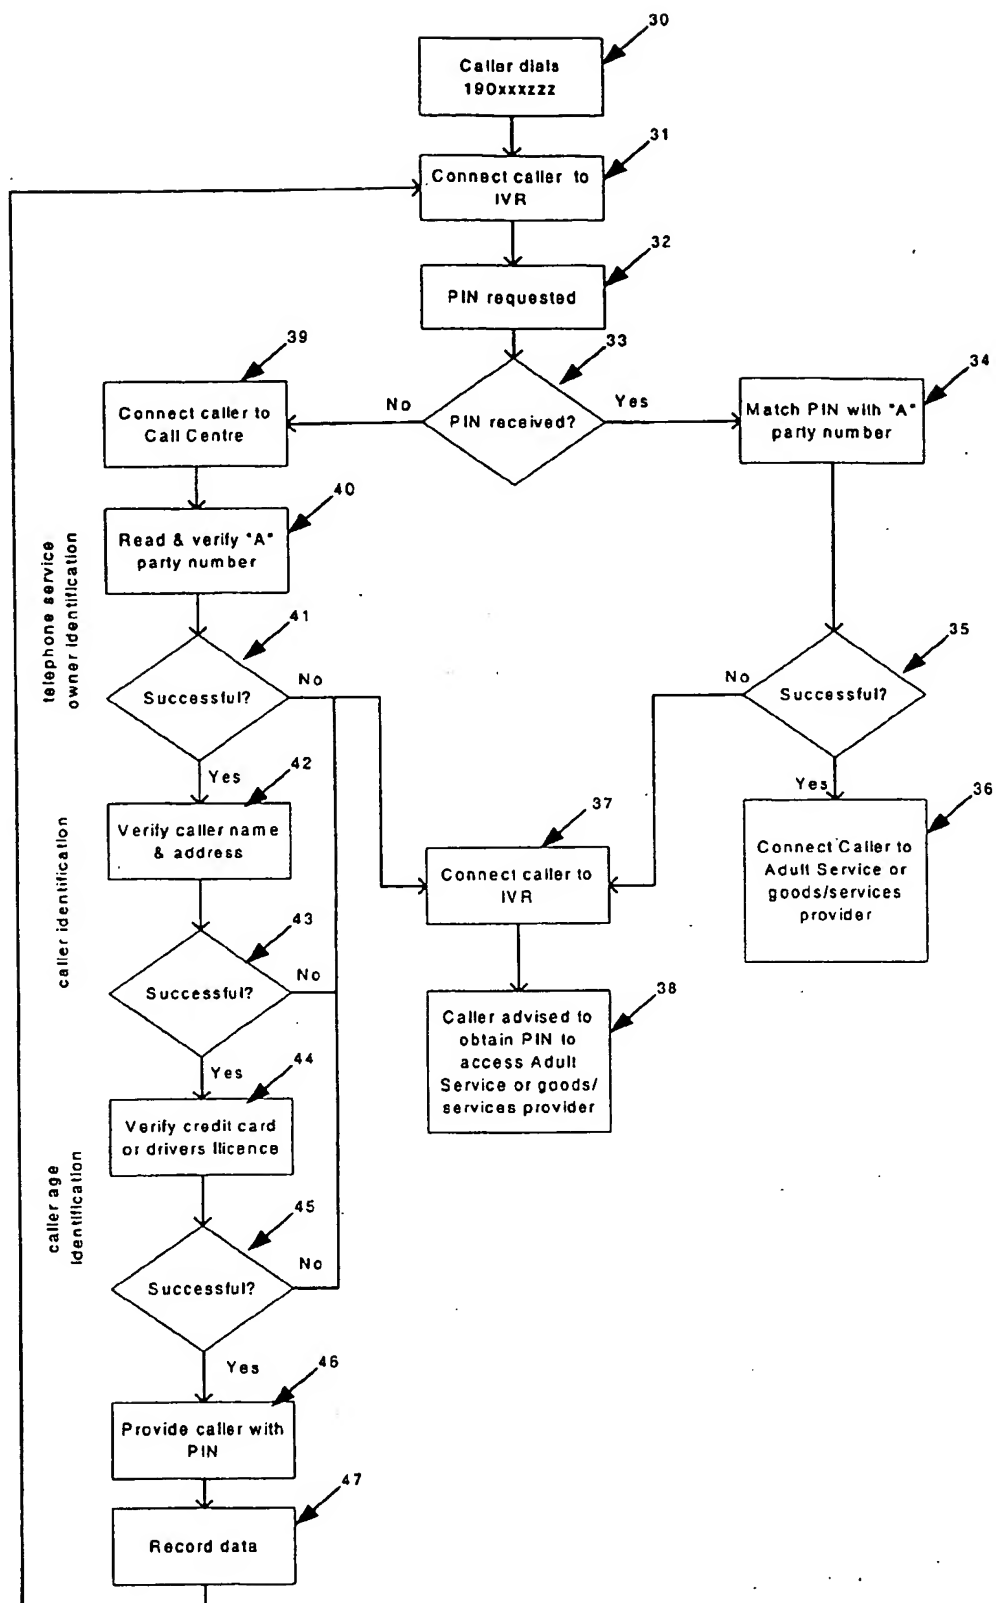 30
Caller dials
190xxxzzz
31
Connect caller to
IVR
32
PIN requested
33
PIN received?
No
Yes
34
Match PIN with "A"
party number
35
Successful?
No
Yes
36
Connect Caller to
Adult Service or
goods/services
provider
37
Connect caller to
IVR
38
Caller advised to
obtain PIN to
access Adult
Service or goods/
services provider
39
Connect caller to
Call Centre
40
Read & verify "A"
party number
telephone service
owner identification
41
Successful?
No
Yes
42
Verify caller name
& address
caller identification
43
Successful?
No
Yes
44
Verify credit card
or drivers llicence
caller age
identification
45
Successful?
No
Yes
46
Provide caller with
PIN
47
Record data